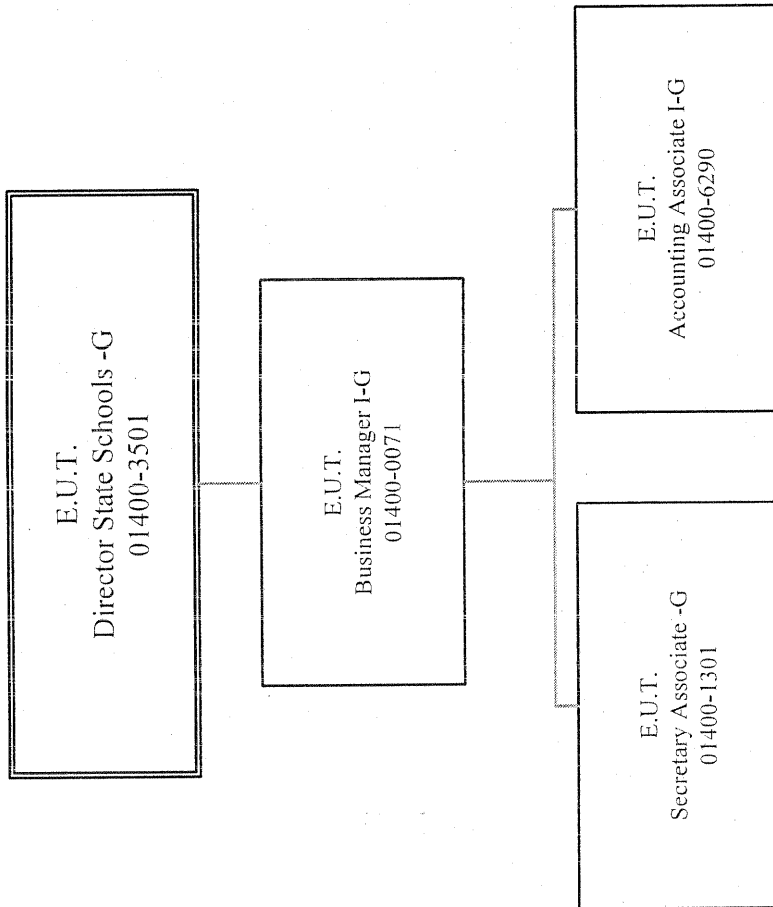 E.U.T.
Director State Schools -G
01400-3501
E.U.T.
Business Manager I-G
01400-0071
E.U.T.
Secretary Associate -G
01400-1301
E.U.T.
Accounting Associate I-G
01400-6290